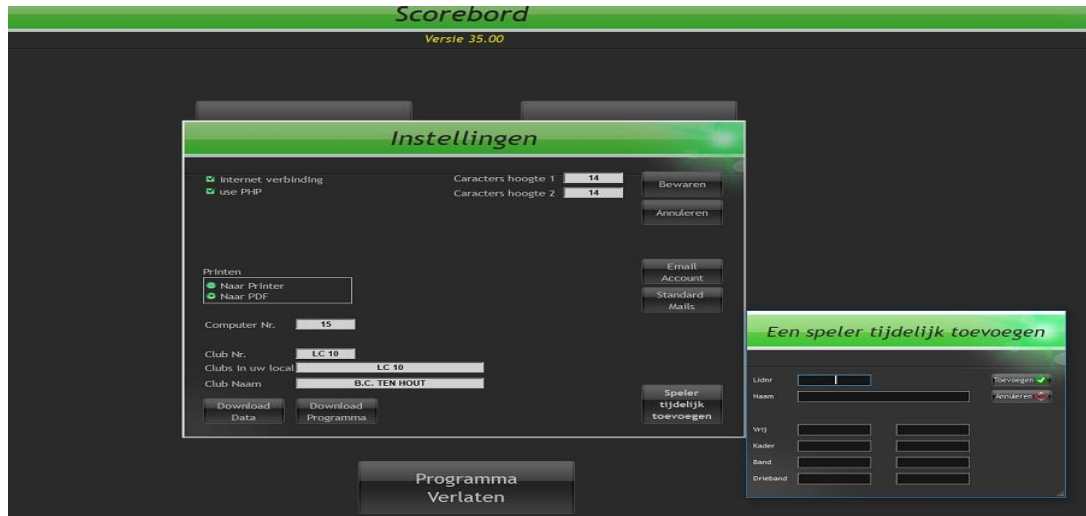 Scorebord
Versie 35.00
Instellingen
Internet verbinding
use PHP
Caracters hoogte 1 14
Caracters hoogte 2 14
Bewaren
Annuleren
Printen
Naar Printer
Naar PDF
Email
Account
Standard
Mails
Computer Nr. 15
Club Nr. LC 10
Clubs in uw local LC 10
Club Naam B.C. TEN HOUT
Download
Data
Download
Programma
Speler
tijdelijk
toevoegen
Een speler tijdelijk toevoegen
Lidnr
Toevoegen
Naam
Annuleren
Vrij
Kader
Band
Drieband
Programma
Verlaten